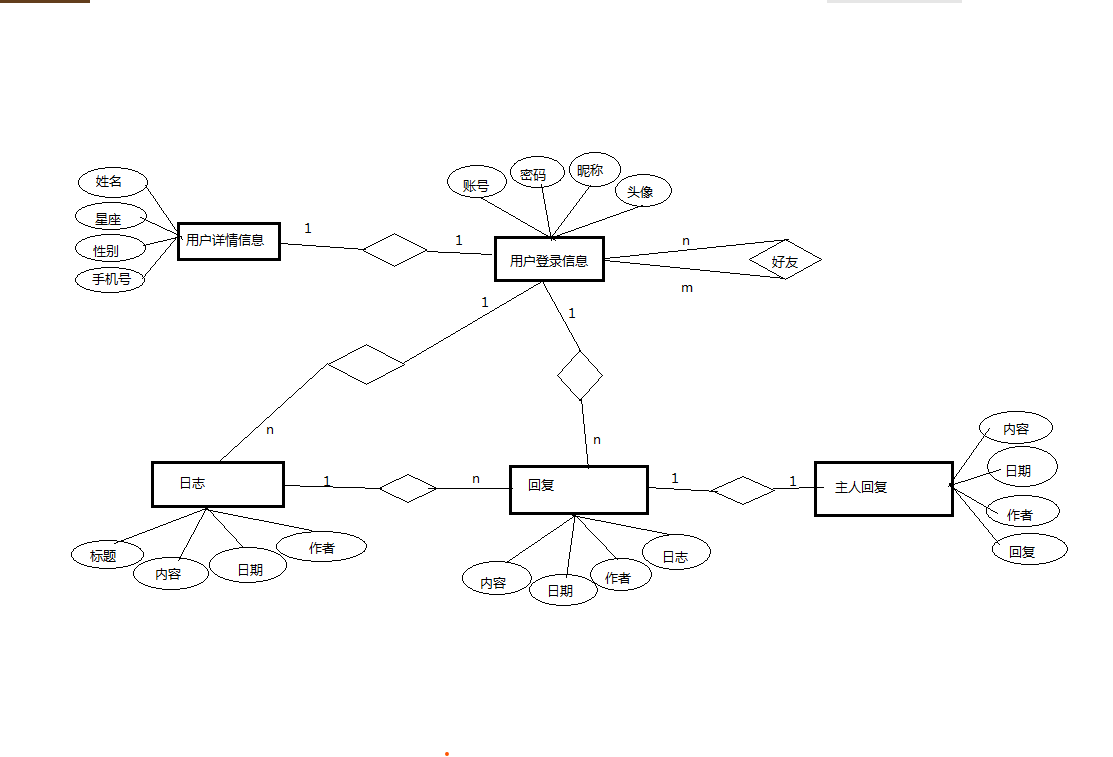 姓名
星座
性别
手机号
用户详情信息
1
1
账号
密码
昵称
头像
用户登录信息
n
m
好友
1
n
1
n
日志
1
n
回复
1
1
主人回复
内容
日期
作者
回复
标题
内容
日期
作者
内容
日期
作者
日志